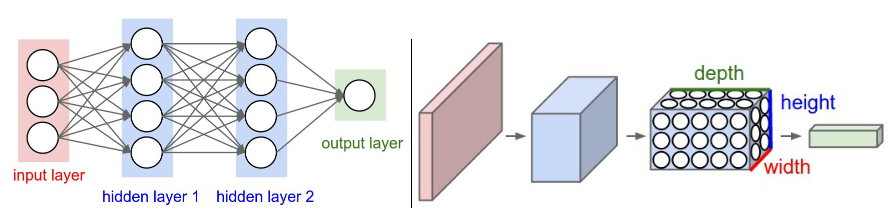 input layer
hidden layer 1
hidden layer 2
output layer
depth
height
width